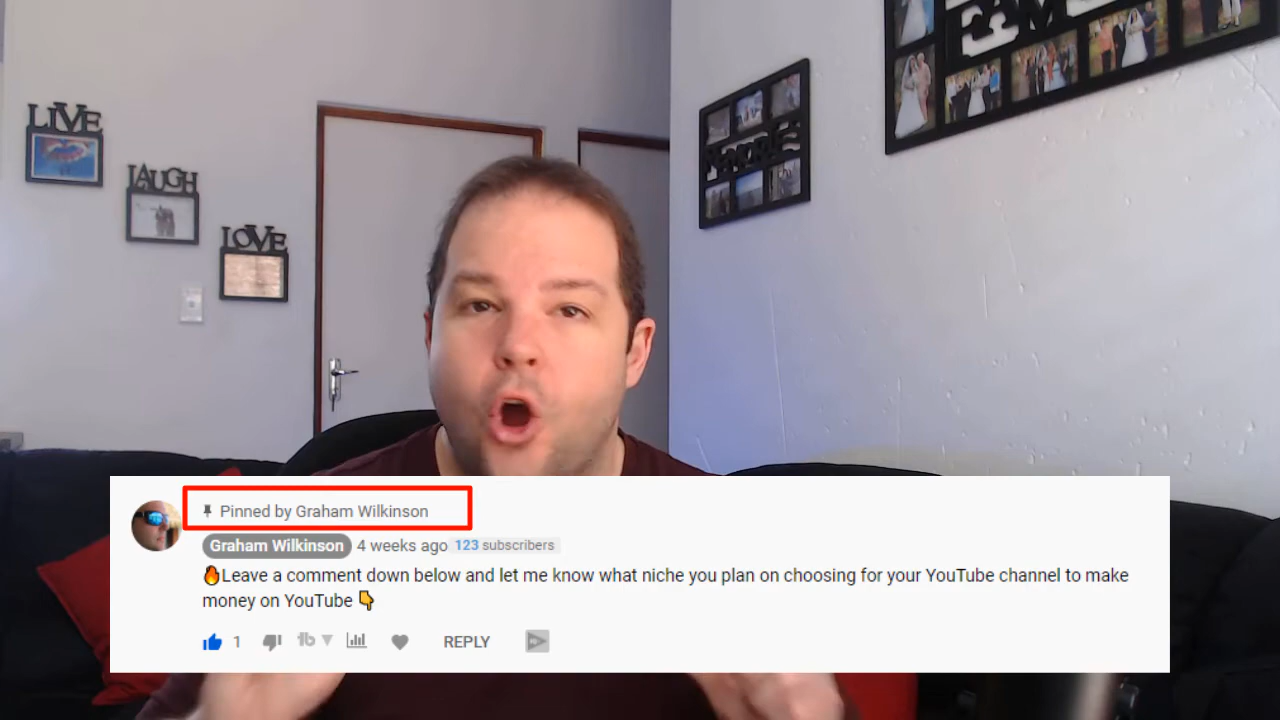 LIVE
LAUGH
LOVE
MEMORIES
FAMILY
Pinned by Graham Wilkinson
Graham Wilkinson 4 weeks ago 123 subscribers
🔥Leave a comment down below and let me know what niche you plan on choosing for your YouTube channel to make
money on YouTube 👇
1 REPLY